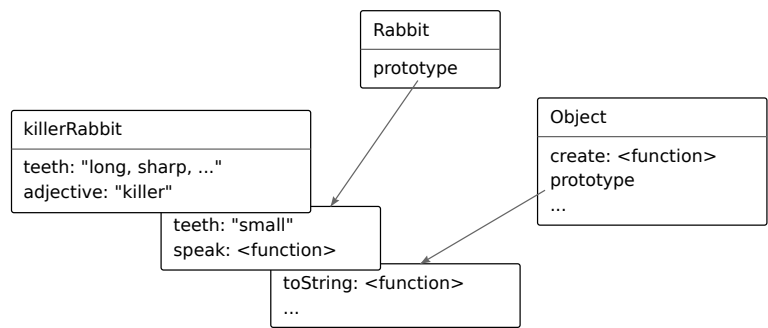 Rabbit
prototype
killerRabbit
teeth: "long, sharp, ..."
adjective: "killer"
Object
create: <function>
prototype
...
teeth: "small"
speak: <function>
toString: <function>
...